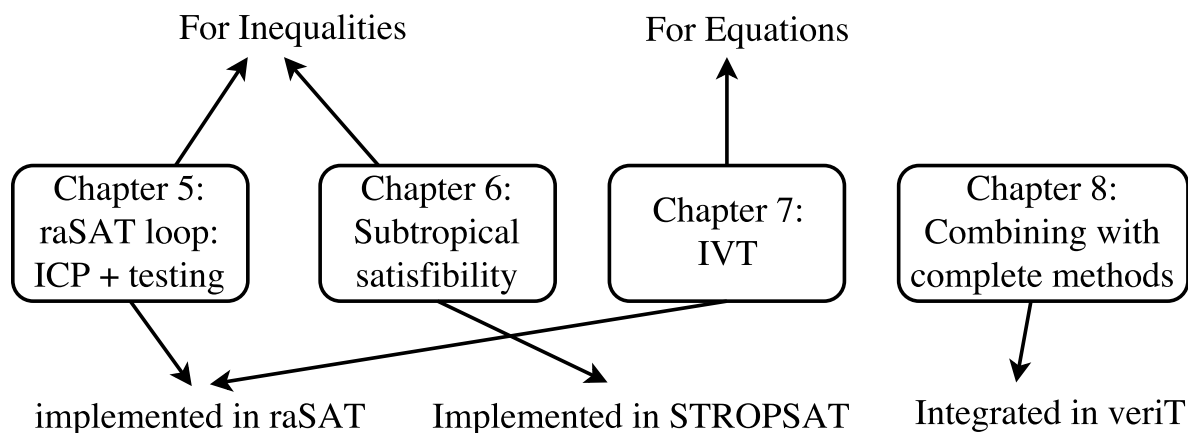 For Inequalities
For Equations
Chapter 5:
raSAT loop:
ICP + testing
Chapter 6:
Subtropical
satisfibility
Chapter 7:
IVT
Chapter 8:
Combining with
complete methods
implemented in raSAT
Implemented in STROPSAT
Integrated in veriT